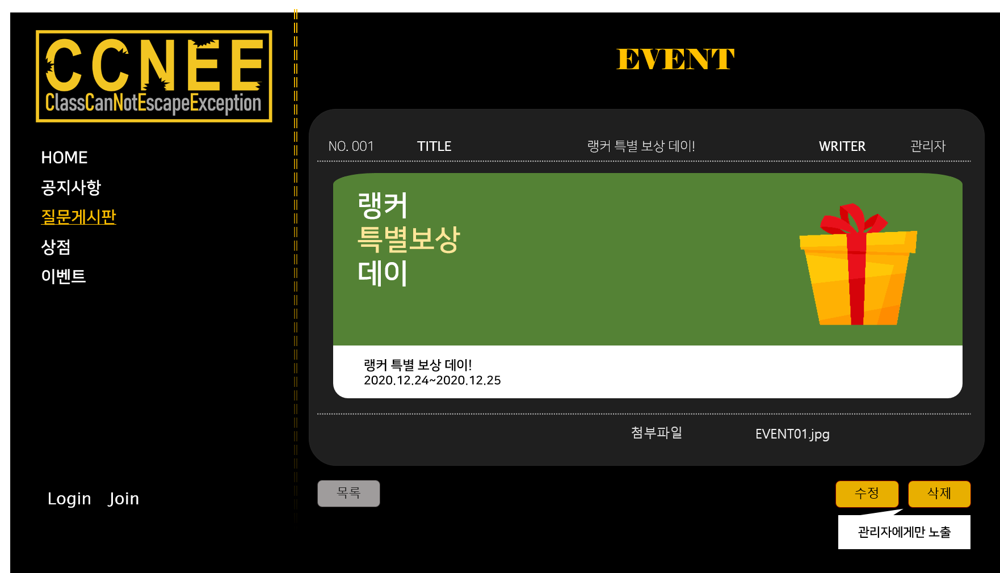 CCNEE
ClassCanNotEscapeException
HOME
공지사항
질문게시판
상점
이벤트
Login Join
EVENT
NO. 001 TITLE 랭커 특별 보상 데이! WRITER 관리자
랭커
특별보상
데이
랭커 특별 보상 데이!
2020.12.24~2020.12.25
첨부파일 EVENT01.jpg
목록 수정 삭제
관리자에게만 노출